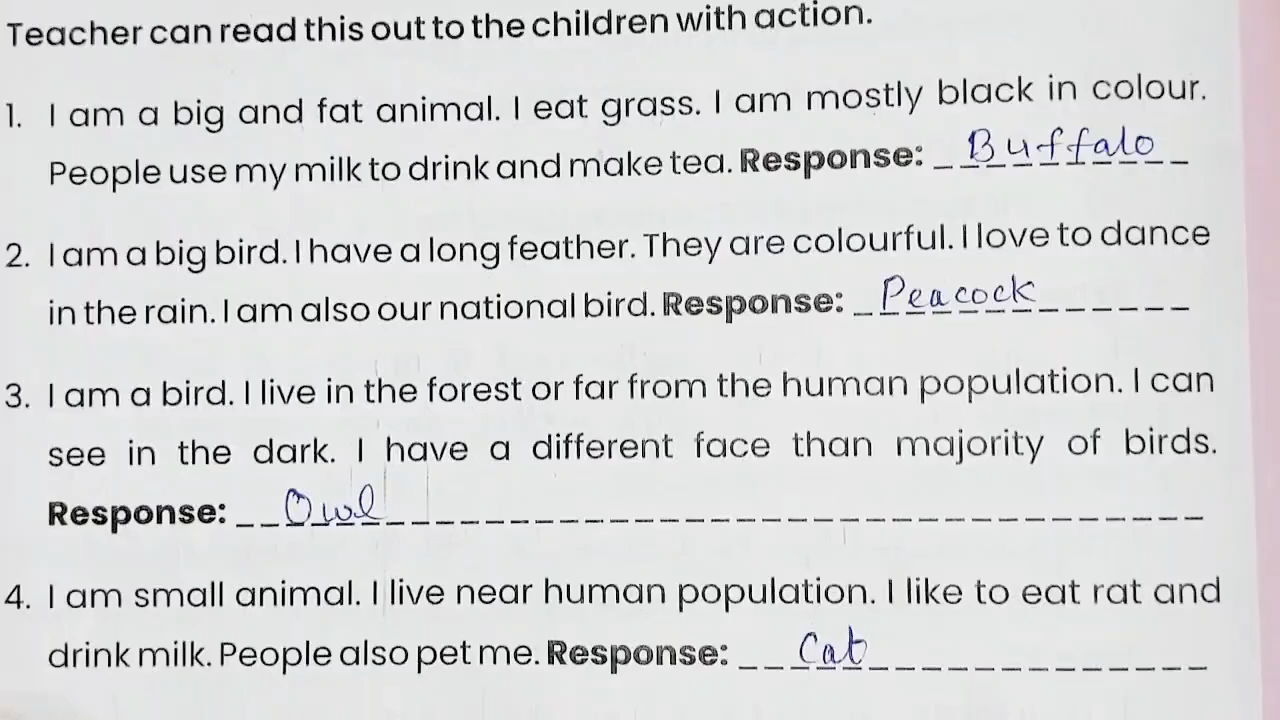 Teacher can read this out to the children with action.
1. I am a big and fat animal. I eat grass. I am mostly black in colour.
People use my milk to drink and make tea. Response: _ Buffalo _
2. I am a big bird. I have a long feather. They are colourful. I love to dance
in the rain. I am also our national bird. Response: _ Peacock _ _ _ _ _ _
3. I am a bird. I live in the forest or far from the human population. I can
see in the dark. I have a different face than majority of birds.
Response: _ _ Owl _ _ _ _ _ _ _ _ _ _ _ _ _ _ _ _ _ _ _ _ _ _ _ _ _ _ _ _ _ _ _
4. I am small animal. I live near human population. I like to eat rat and
drink milk. People also pet me. Response: _ _ Cat _ _ _ _ _ _ _ _ _ _ _ _ _